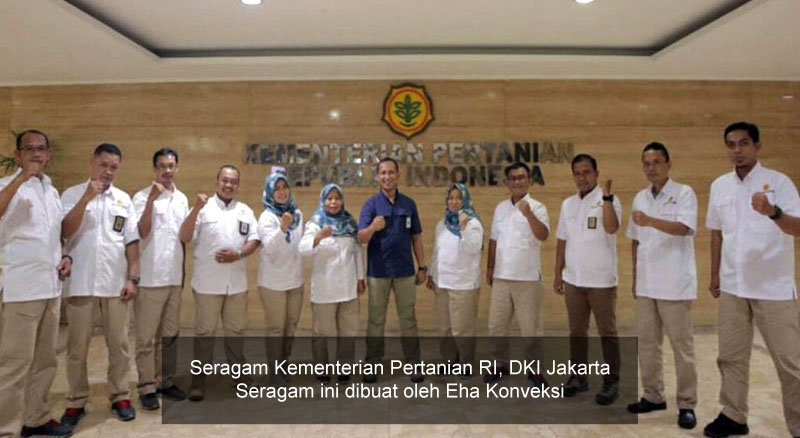 KEMENTERIAN PERTANIAN
REPUBLIK INDONESIA
Seragam Kementerian Pertanian RI, DKI Jakarta
Seragam ini dibuat oleh Eha Konveksi